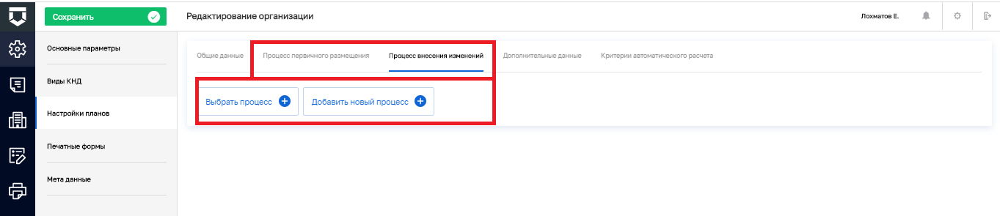 Сохранить
Редактирование организации
Лохматов Е.
Основные параметры
Виды КНД
Настройки планов
Печатные формы
Мета данные
Общие данные
Процесс первичного размещения
Процесс внесения изменений
Дополнительные данные
Критерии автоматического расчета
Выбрать процесс
Добавить новый процесс